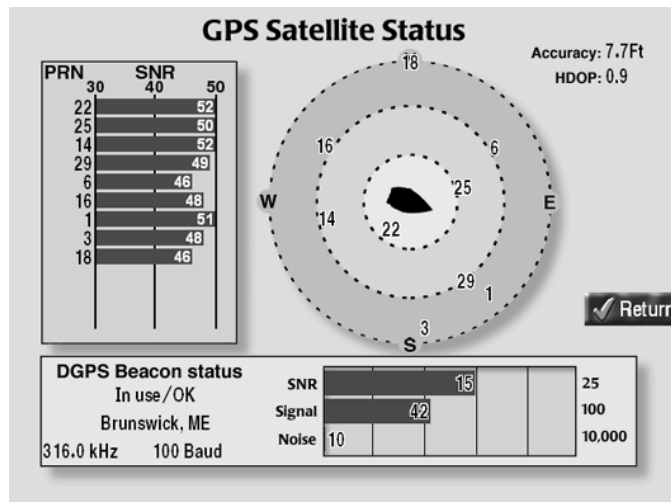 GPS Satellite Status
Accuracy: 7.7Ft
HDOP: 0.9
PRN SNR
30 40 50
22 52
25 50
14 52
29 49
6 46
16 48
1 51
3 48
18 46
18
16 6
25
W E
14
22
29
1
3
S
Return
DGPS Beacon status
In use/OK
Brunswick, ME
316.0 kHz 100 Baud
SNR 15 25
Signal 42 100
Noise 10 10,000